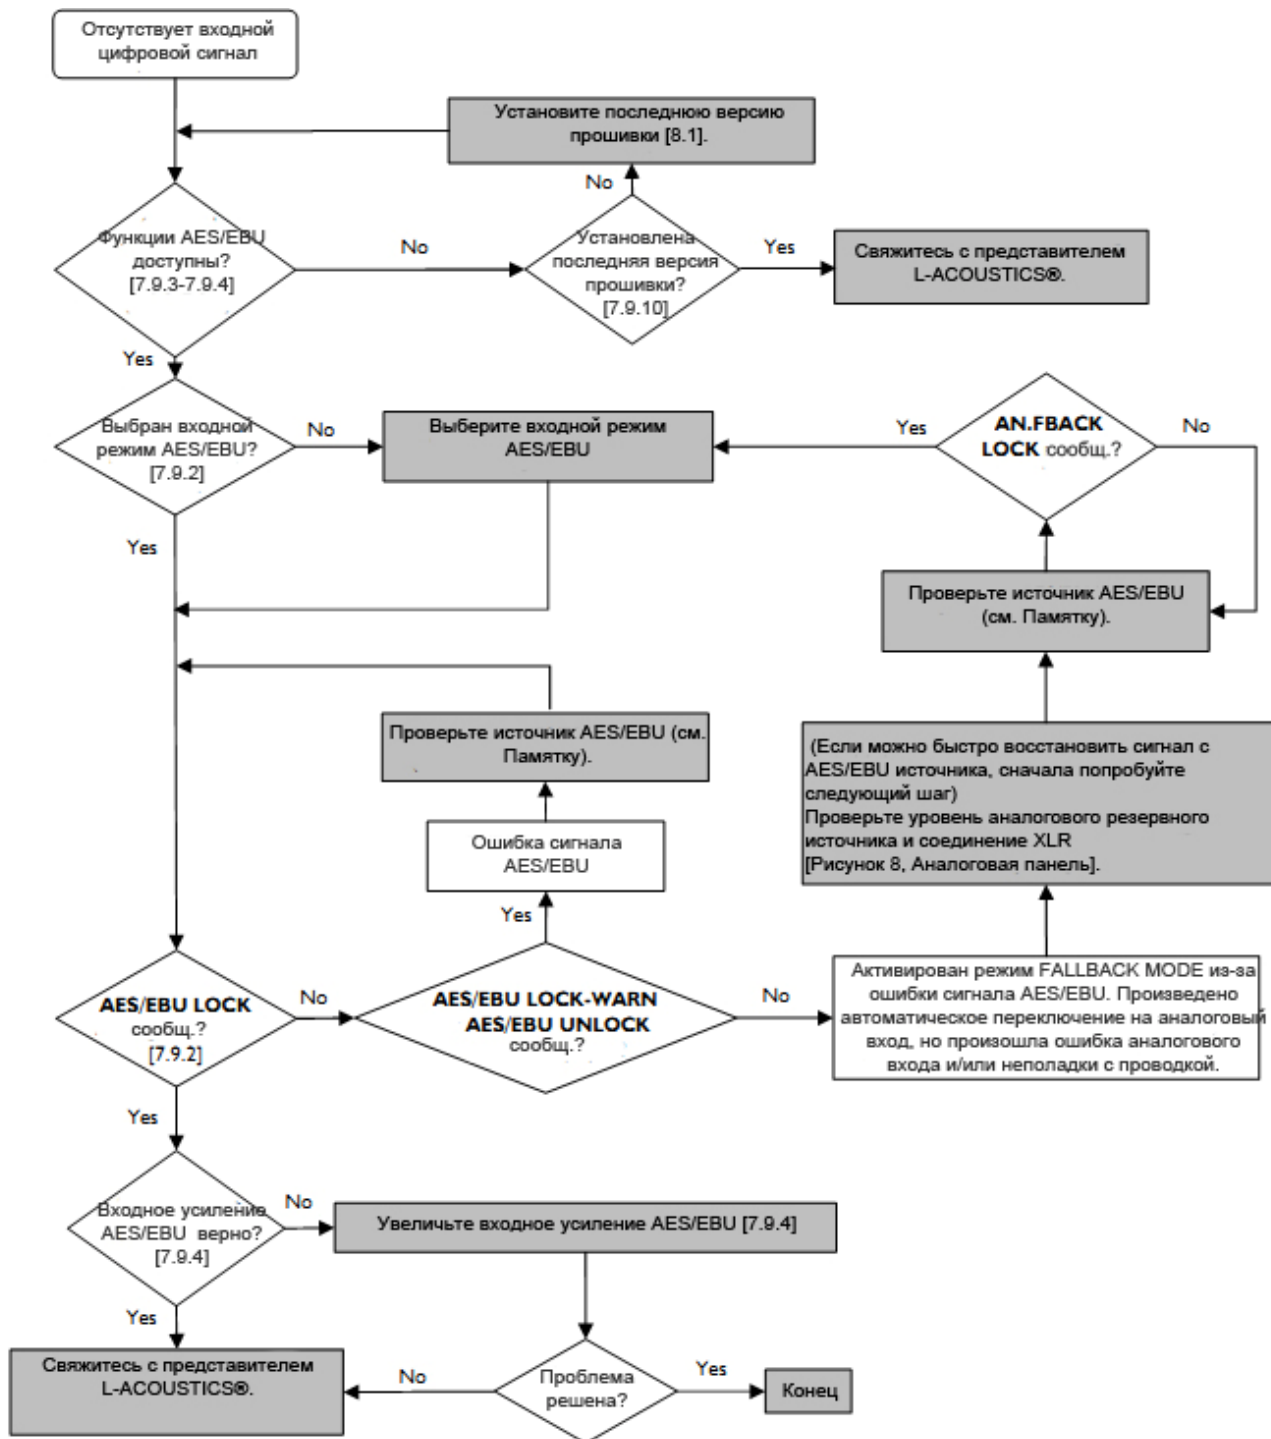 Отсутствует входной
цифровой сигнал
Установите последнюю версию
прошивки [8.1].
No
Функции AES/EBU
доступны?
[7.9.3-7.9.4]
No
Установлена
последняя версия
прошивки?
[7.9.10]
Yes
Свяжитесь с представителем
L-ACOUSTICS®.
Yes
Выбран входной
режим AES/EBU?
[7.9.2]
No
Выберите входной режим
AES/EBU
Yes
AN.FBACK
LOCK сообщ.?
No
Yes
Проверьте источник AES/EBU
(см. Памятку).
Проверьте источник AES/EBU (см.
Памятку).
(Если можно быстро восстановить сигнал с
AES/EBU источника, сначала попробуйте
следующий шаг)
Проверьте уровень аналогового резервного
источника и соединение XLR
[Рисунок 8, Аналоговая панель].
Ошибка сигнала
AES/EBU
Yes
AES/EBU LOCK
сообщ.?
[7.9.2]
No
AES/EBU LOCK-WARN
AES/EBU UNLOCK
сообщ.?
No
Активирован режим FALLBACK MODE из-за
ошибки сигнала AES/EBU. Произведено
автоматическое переключение на аналоговый
вход, но произошла ошибка аналогового
входа и/или неполадки с проводкой.
Yes
Входное усиление
AES/EBU верно?
[7.9.4]
No
Увеличьте входное усиление AES/EBU [7.9.4]
Yes
Свяжитесь с представителем
L-ACOUSTICS®.
No
Проблема
решена?
Yes
Конец